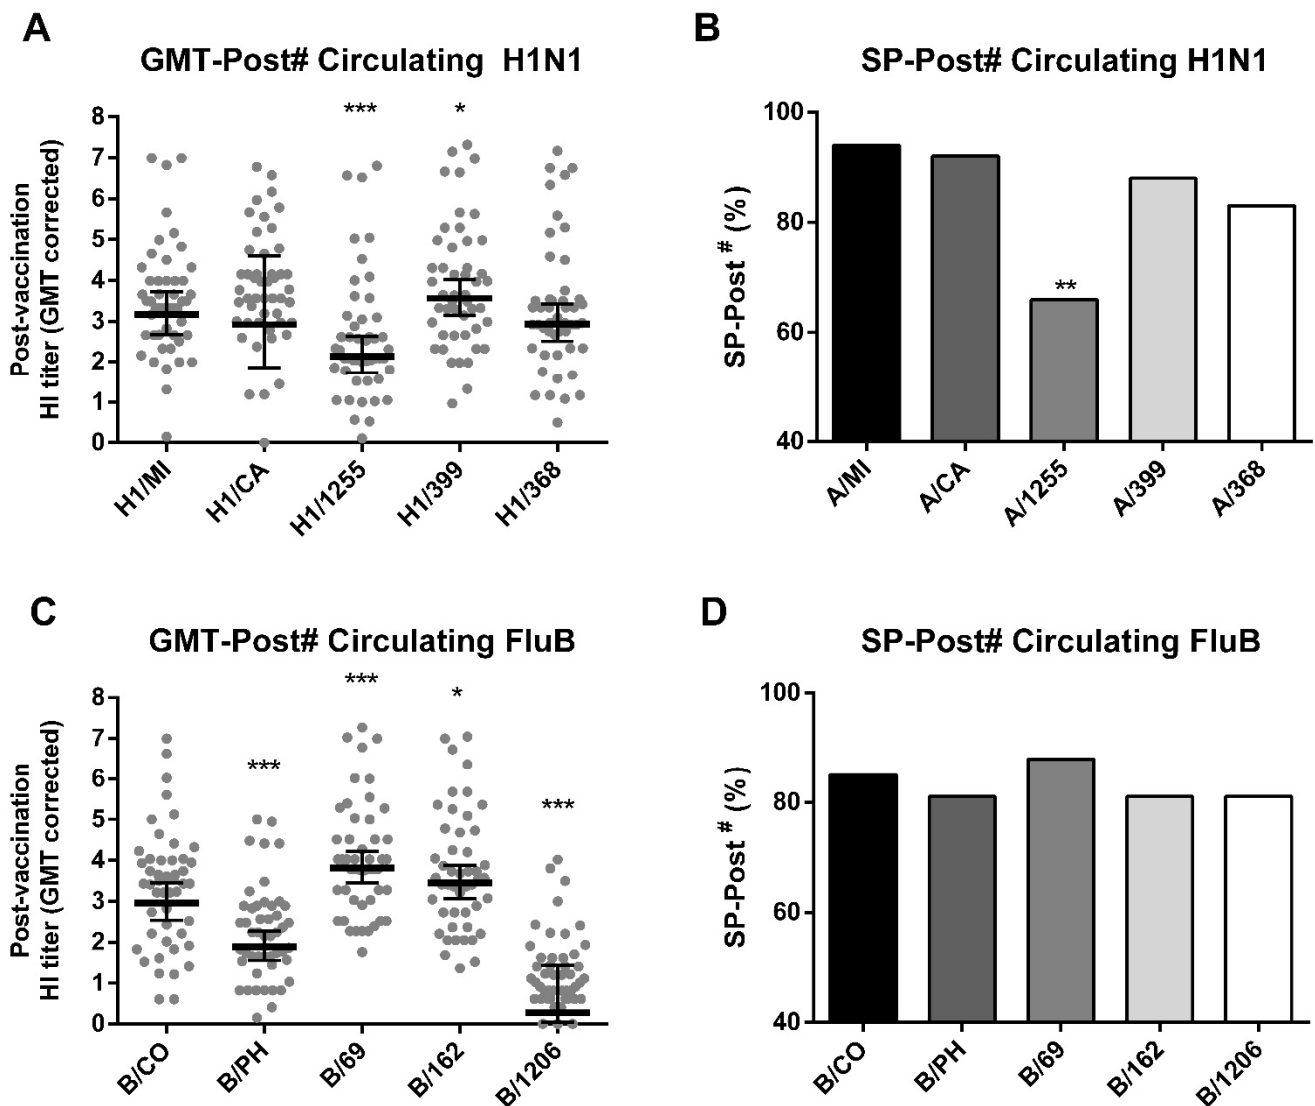 A
GMT-Post# Circulating H1N1
*** *
Post-vaccination
HI titer (GMT corrected)
8
7
6
5
4
3
2
1
0
H1/MI
H1/CA
H1/1255
H1/399
H1/368
B
SP-Post# Circulating H1N1
SP-Post # (%)
100
80
60
40
**
A/MI
A/CA
A/1255
A/399
A/368
C
GMT-Post# Circulating FluB
***
*
***
***
Post-vaccination
HI titer (GMT corrected)
8
7
6
5
4
3
2
1
0
B/CO
B/PH
B/69
B/162
B/1206
D
SP-Post# Circulating FluB
SP-Post # (%)
100
80
60
40
B/CO
B/PH
B/69
B/162
B/1206